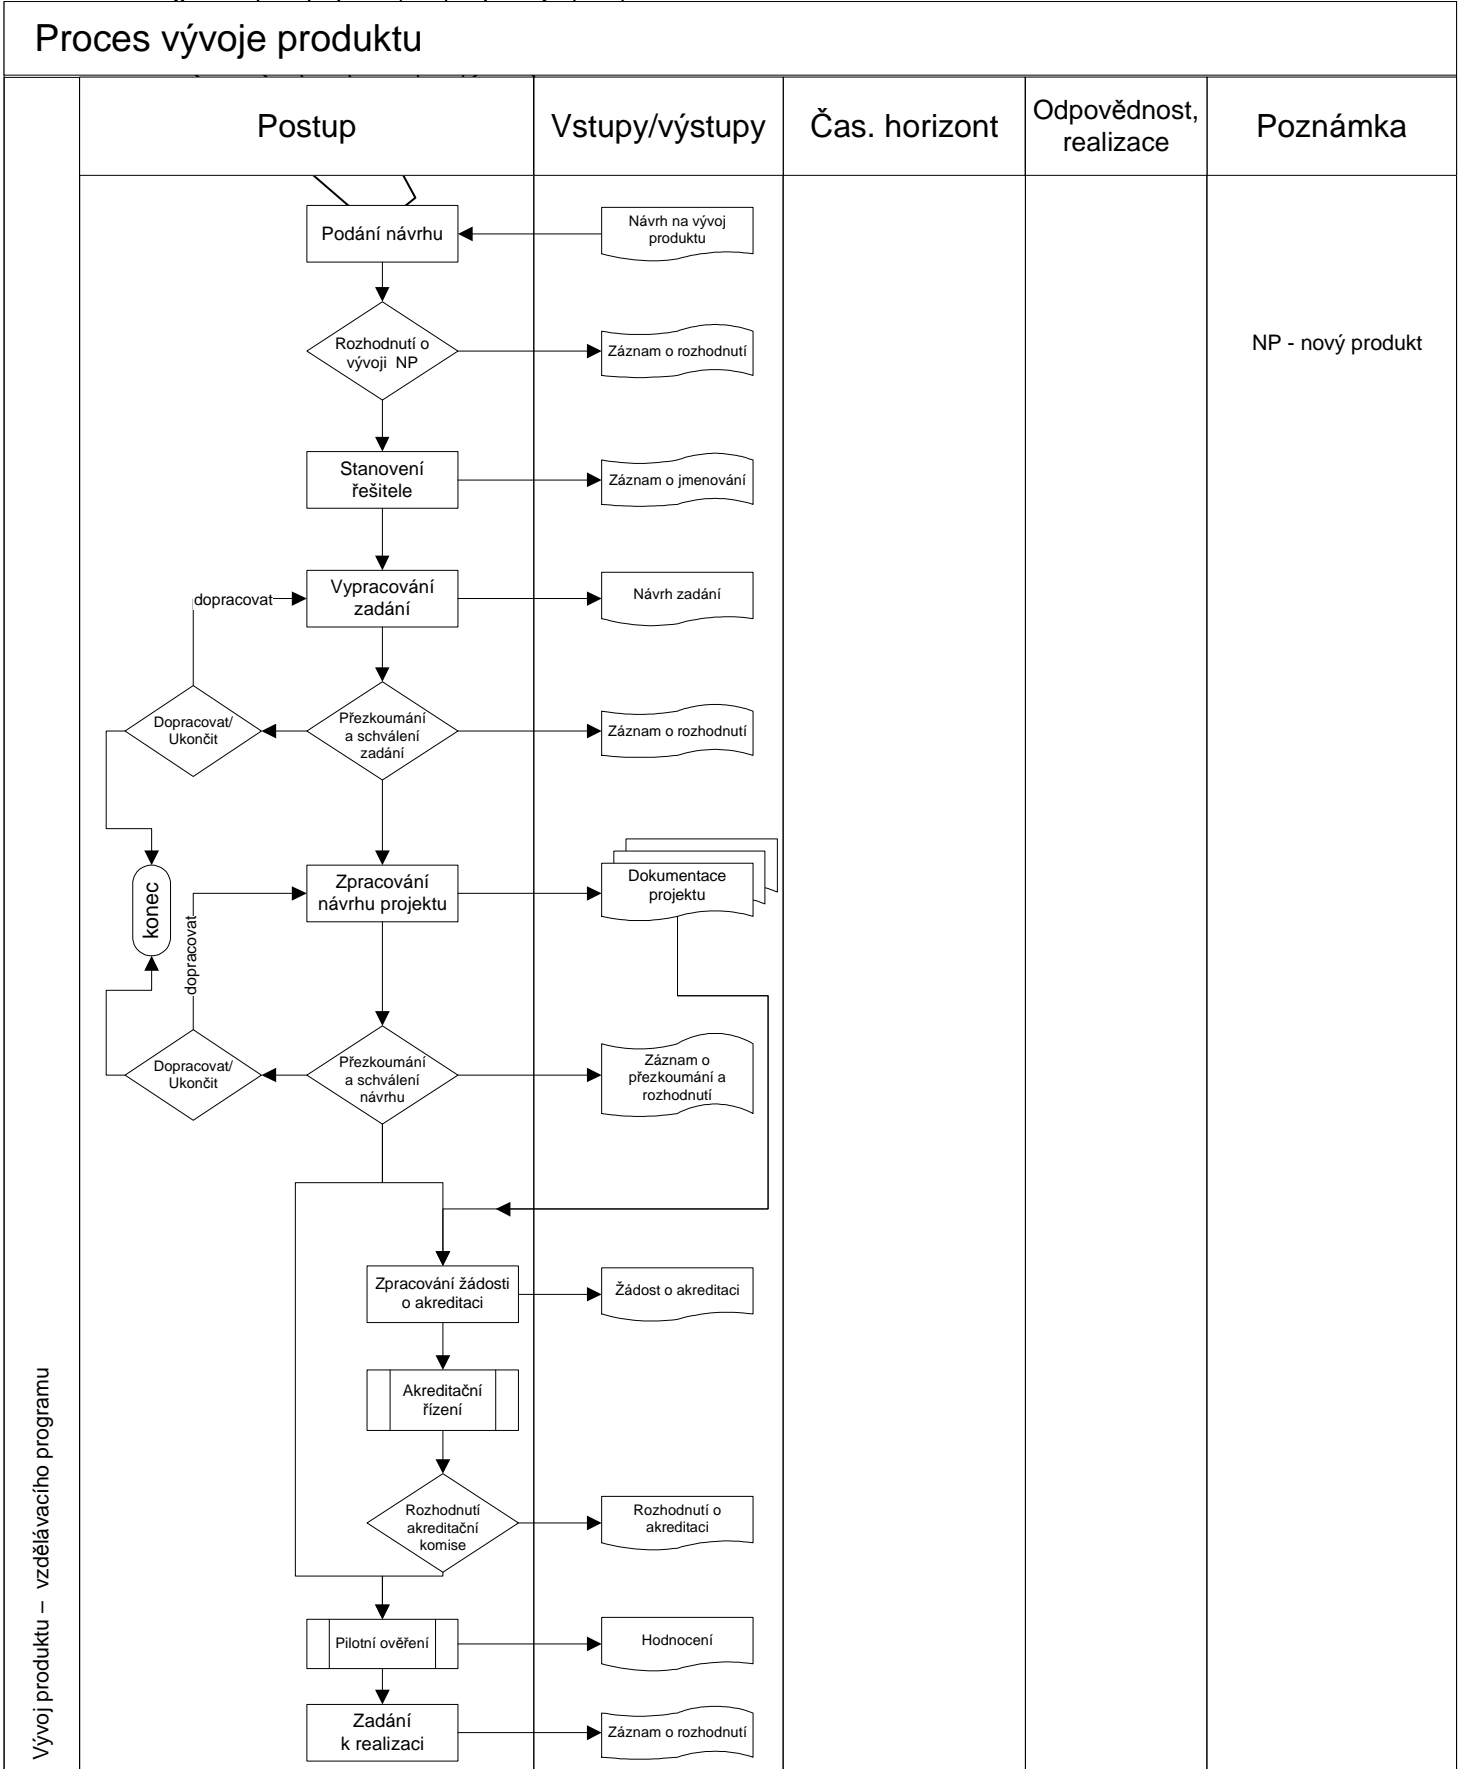 Proces vývoje produktu
Postup
Vstupy/výstupy
Čas. horizont
Odpovědnost,
realizace
Poznámka
Podání návrhu
Návrh na vývoj
produktu
Rozhodnutí o
vývoji NP
Záznam o rozhodnutí
NP - nový produkt
Stanovení
řešitele
Záznam o jmenování
dopracovat
Vypracování
zadání
Návrh zadání
Dopracovat/
Ukončit
Přezkoumání
a schválení
zadání
Záznam o rozhodnutí
konec
dopracovat
Zpracování
návrhu projektu
Dokumentace
projektu
Dopracovat/
Ukončit
Přezkoumání
a schválení
návrhu
Záznam o
přezkoumání a
rozhodnutí
Zpracování žádosti
o akreditaci
Žádost o akreditaci
Akreditační
řízení
Rozhodnutí
akreditační
komise
Rozhodnutí o
akreditaci
Pilotní ověření
Hodnocení
Zadání
k realizaci
Záznam o rozhodnutí
Vývoj produktu – vzdělávacího programu